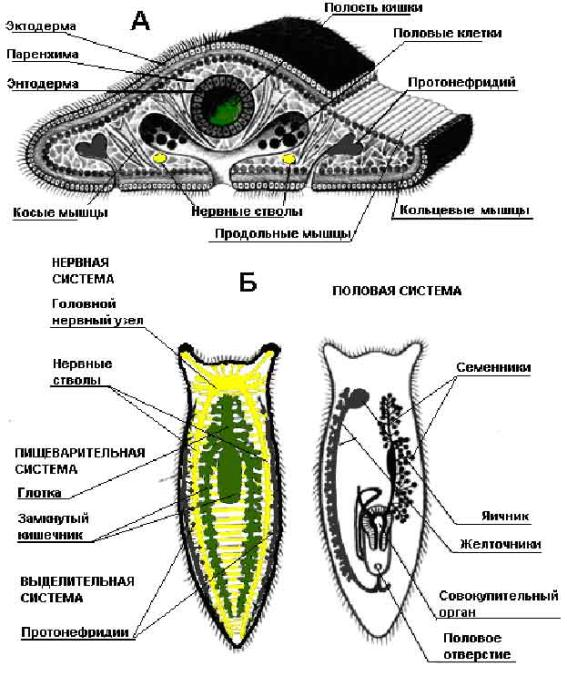 А
Эктодерма
Паренхима
Энтодерма
Полость кишки
Половые клетки
Протонефридий
Косые мышцы
Нервные стволы
Кольцевые мышцы
Продольные мышцы
Б
НЕРВНАЯ
СИСТЕМА
Головной
нервный узел
Нервные
стволы
ПИЩЕВАРИТЕЛЬНАЯ
СИСТЕМА
Глотка
Замкнутый
кишечник
ВЫДЕЛИТЕЛЬНАЯ
СИСТЕМА
Протонефридии
ПОЛОВАЯ СИСТЕМА
Семенники
Яичник
Желточники
Совокупительный
орган
Половое
отверстие